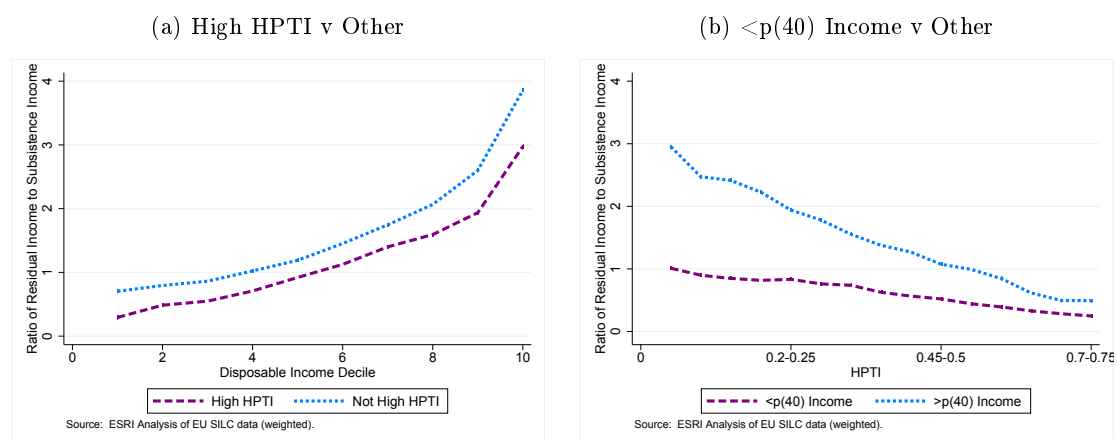 (a) High HPTI v Other
Ratio of Residual Income to Subsistence Income
4
3
2
1
0
0 2 4 6 8 10
Disposable Income Decile
High HPTI Not High HPTI
Source: ESRI Analysis of EU SILC data (weighted).
(b) <p(40) Income v Other
Ratio of Residual Income to Subsistence Income
4
3
2
1
0
0 0.2-0.25 0.45-0.5 0.7-0.75
HPTI
<p(40) Income >p(40) Income
Source: ESRI Analysis of EU SILC data (weighted).